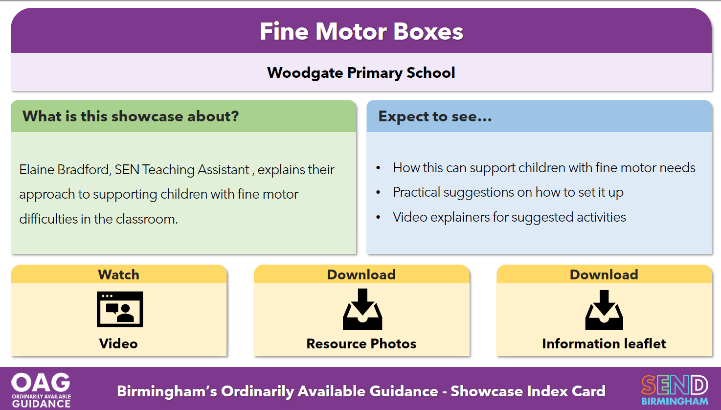 Fine Motor Boxes
Woodgate Primary School
What is this showcase about?
Elaine Bradford, SEN Teaching Assistant , explains their
approach to supporting children with fine motor
difficulties in the classroom.
Expect to see...
• How this can support children with fine motor needs
• Practical suggestions on how to set it up
• Video explainers for suggested activities
Watch
Video
Download
Resource Photos
Download
Information leaflet
OAG
ORDINARILY AVAILABLE
GUIDANCE
Birmingham's Ordinarily Available Guidance - Showcase Index Card
SEND
BIRMINGHAM